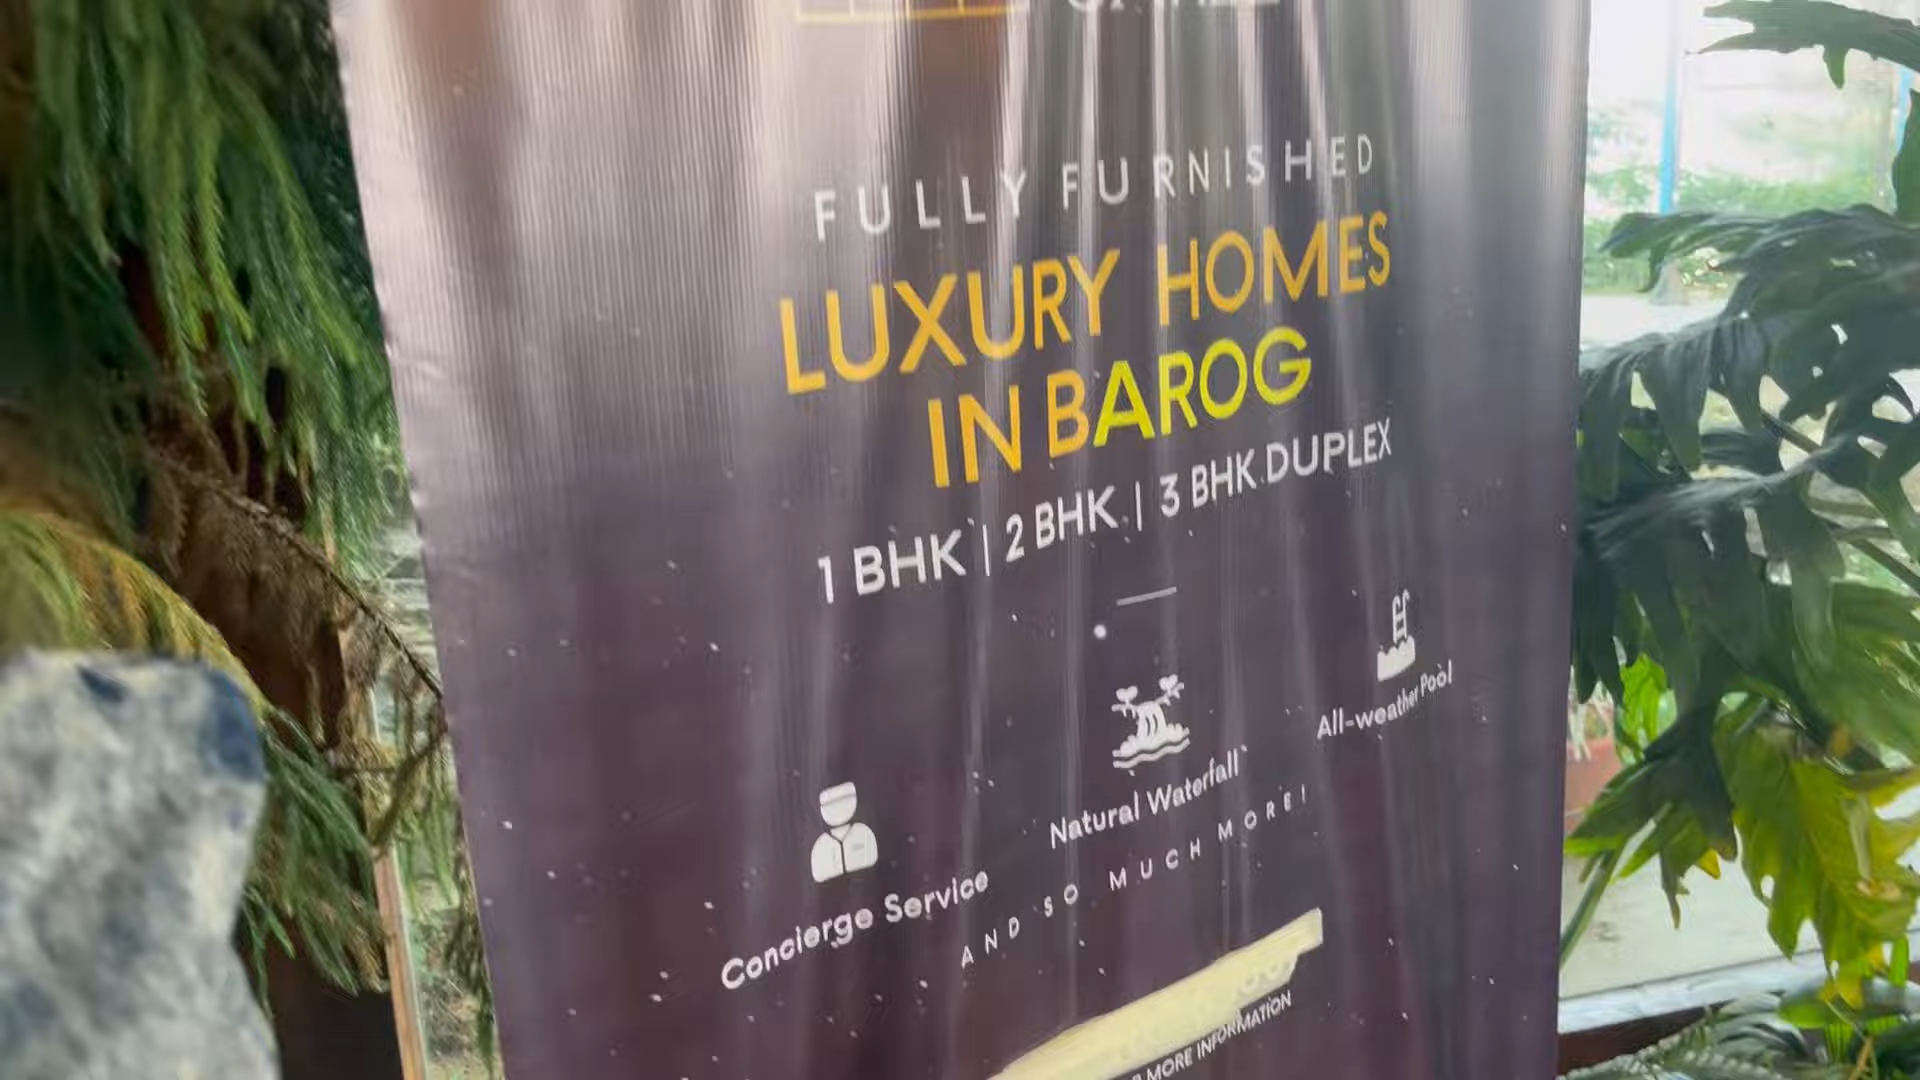 FULLY FURNISHED
LUXURY HOMES
IN BAROG
1 BHK | 2 BHK | 3 BHK DUPLEX
All-weather Pool
Natural Waterfall
Concierge Service
AND SO MUCH MORE!
MORE INFORMATION